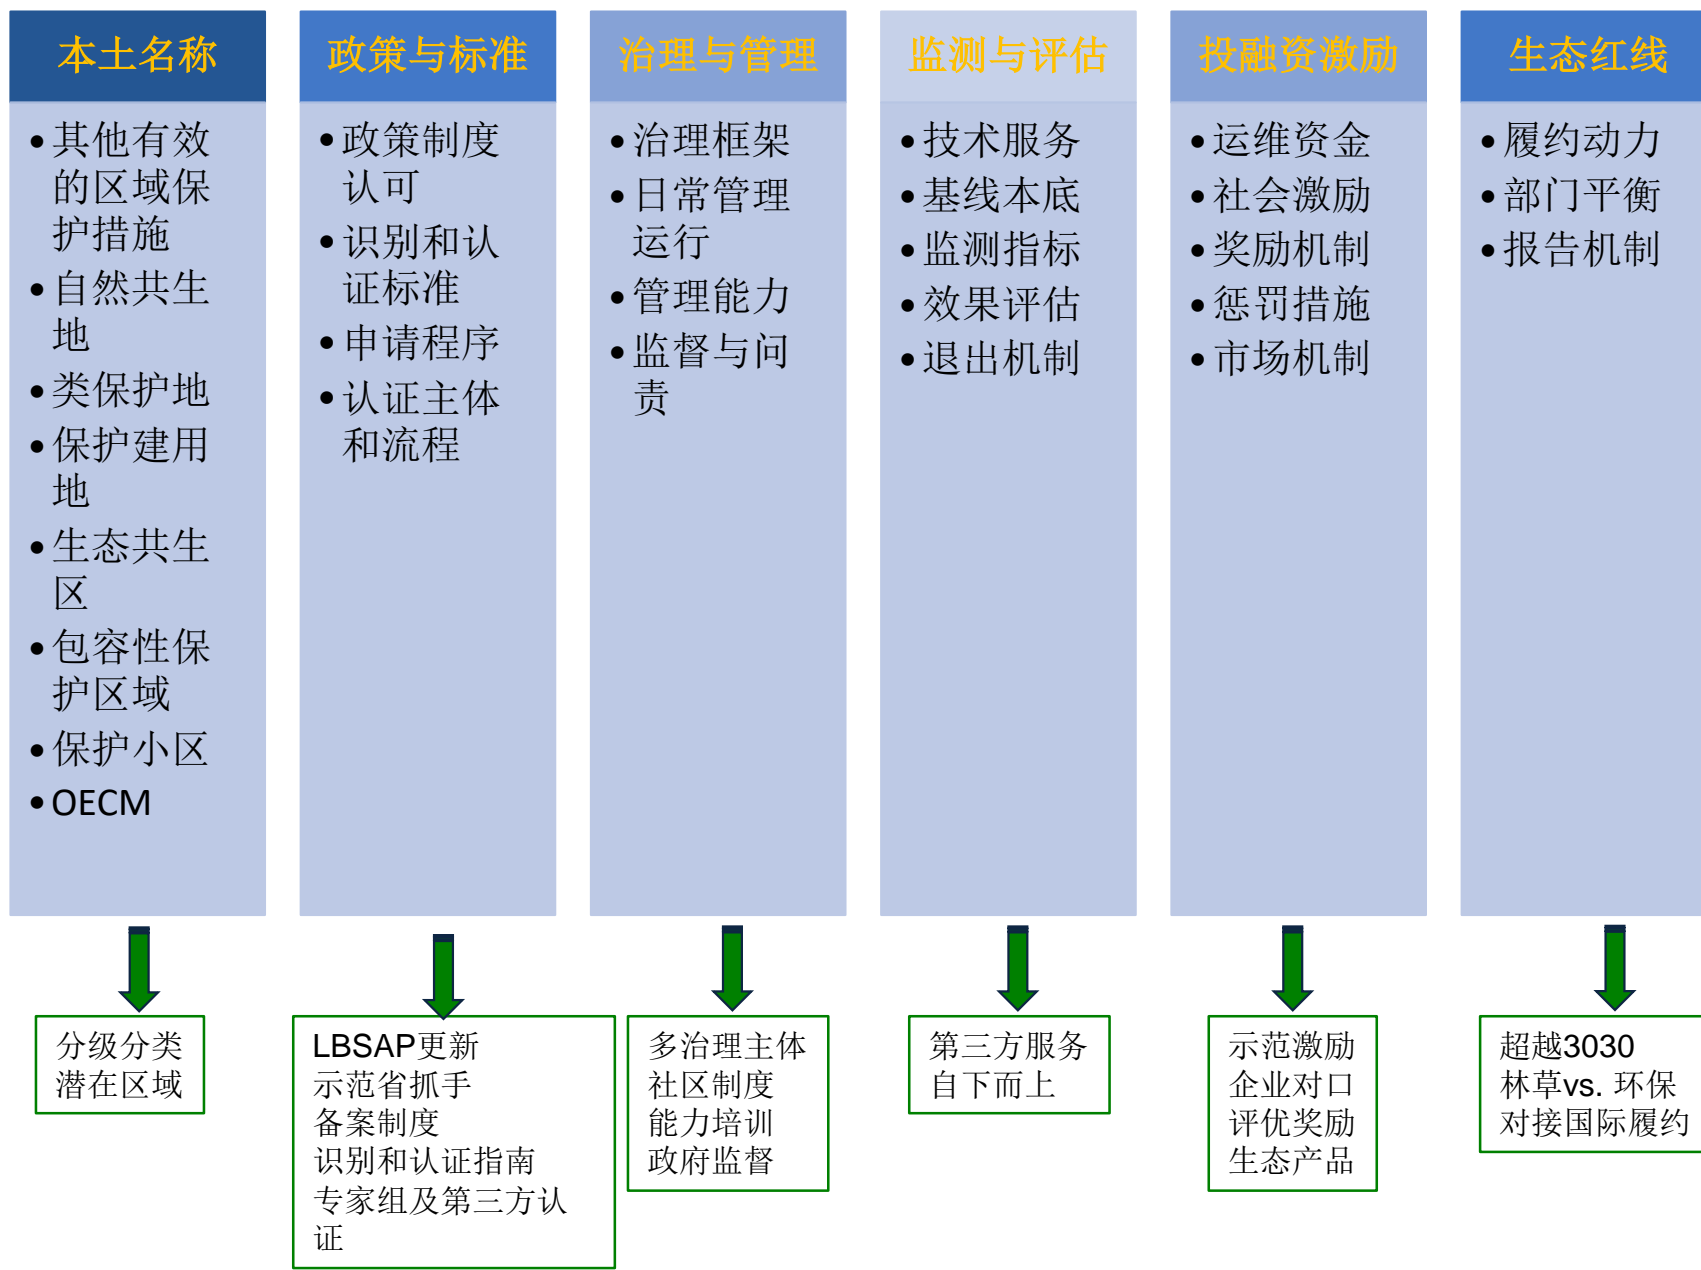 本土名称
•其他有效
的区域保
护措施
•自然共生
地
•类保护地
•保护建用
地
•生态共生
区
•包容性保
护区域
•保护小区
•OECM
分级分类
潜在区域
政策与标准
•政策制度
认可
•识别和认
证标准
•申请程序
•认证主体
和流程
LBSAP更新
示范省抓手
备案制度
识别和认证指南
专家组及第三方认
证
治理与管理
•治理框架
•日常管理
运行
•管理能力
•监督与问
责
多治理主体
社区制度
能力培训
政府监督
监测与评估
•技术服务
•基线本底
•监测指标
•效果评估
•退出机制
第三方服务
自下而上
投融资激励
•运维资金
•社会激励
•奖励机制
•惩罚措施
•市场机制
示范激励
企业对口
评优奖励
生态产品
生态红线
•履约动力
•部门平衡
•报告机制
超越3030
林草vs. 环保
对接国际履约